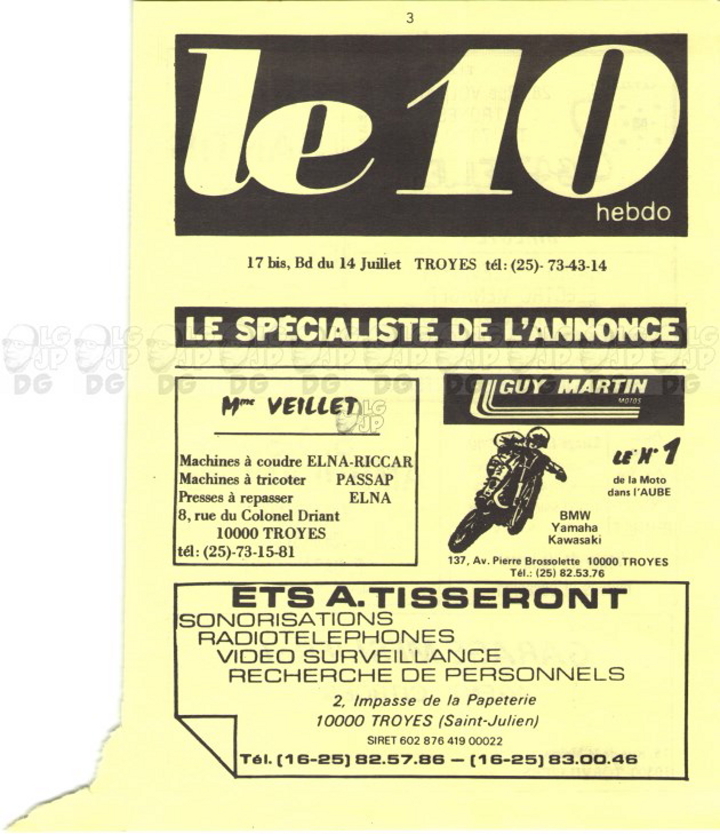 3
le 10
hebdo
17 bis, Bd du 14 Juillet TROYES tél: (25)- 73-43-14
LE SPÉCIALISTE DE L'ANNONCE
LG JP DG
Mme VEILLET
Machines à coudre ELNA-RICCAR
Machines à tricoter PASSAP
Presses à repasser ELNA
8, rue du Colonel Driant
10000 TROYES
tél: (25)-73-15-81
GUY MARTIN
MOTOS
LE N° 1
de la Moto
dans l'AUBE
BMW
Yamaha
Kawasaki
137, Av. Pierre Brossolette 10000 TROYES
Tél.: (25) 82.53.76
ETS A.TISSERONT
SONORISATIONS
RADIOTELEPHONES
VIDEO SURVEILLANCE
RECHERCHE DE PERSONNELS
2, Impasse de la Papeterie
10000 TROYES (Saint-Julien)
SIRET 602 876 419 00022
Tél. (16-25) 82.57.86 — (16-25) 83.00.46